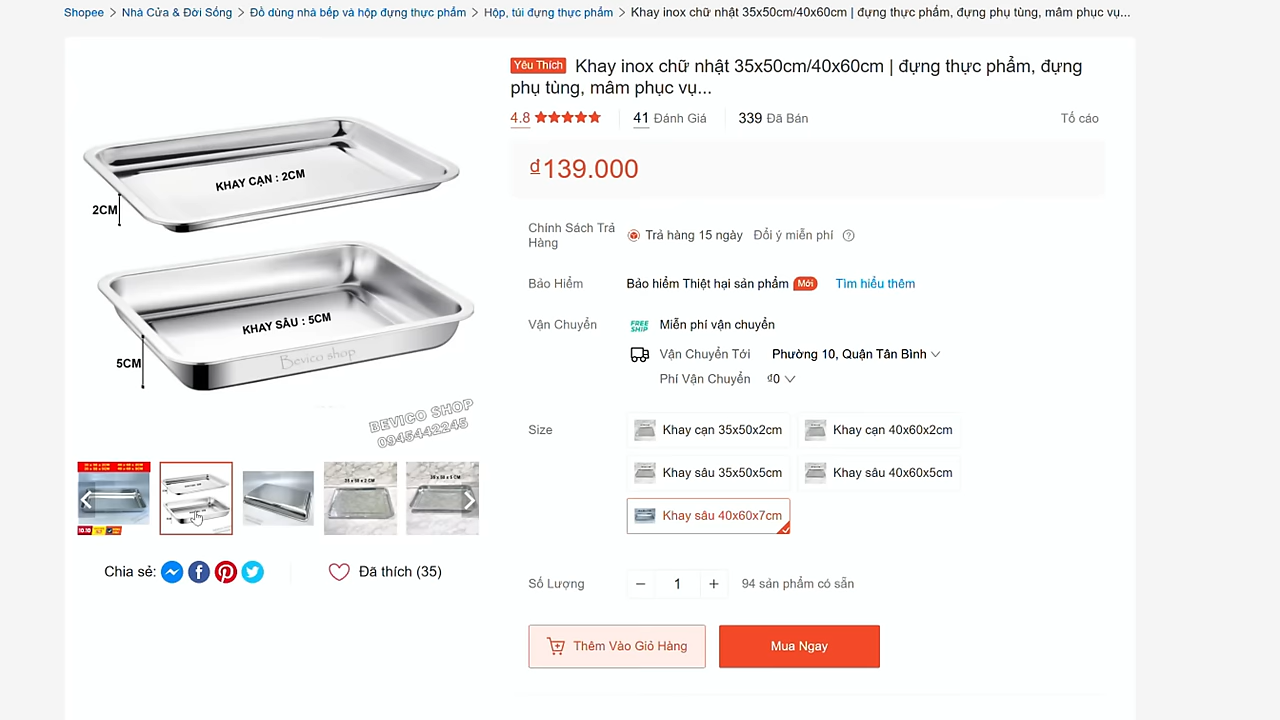 Shopee > Nhà Cửa & Đời Sống > Đồ dùng nhà bếp và hộp đựng thực phẩm > Hộp, túi đựng thực phẩm > Khay inox chữ nhật 35x50cm/40x60cm | đựng thực phẩm, đựng phụ tùng, mâm phục vụ...
Yêu Thích Khay inox chữ nhật 35x50cm/40x60cm | đựng thực phẩm, đựng
phụ tùng, mâm phục vụ...
4.8 41 Đánh Giá 339 Đã Bán Tố cáo
₫139.000
KHAY CẠN : 2CM
2CM
KHAY SÂU : 5CM
5CM
Bevico shop
BEVICO SHOP
0945442245
Chính Sách Trả
Hàng
Trả hàng 15 ngày Đổi ý miễn phí ?
Bảo Hiểm Bảo hiểm Thiệt hại sản phẩm Mới Tìm hiểu thêm
Vận Chuyển FREE SHIP Miễn phí vận chuyển
Vận Chuyển Tới Phường 10, Quận Tân Bình
Phí Vận Chuyển ₫0
Size Khay cạn 35x50x2cm Khay cạn 40x60x2cm
Khay sâu 35x50x5cm Khay sâu 40x60x5cm
Khay sâu 40x60x7cm
Chia sẻ: Đã thích (35)
Số Lượng − 1 + 94 sản phẩm có sẵn
Thêm Vào Giỏ Hàng Mua Ngay